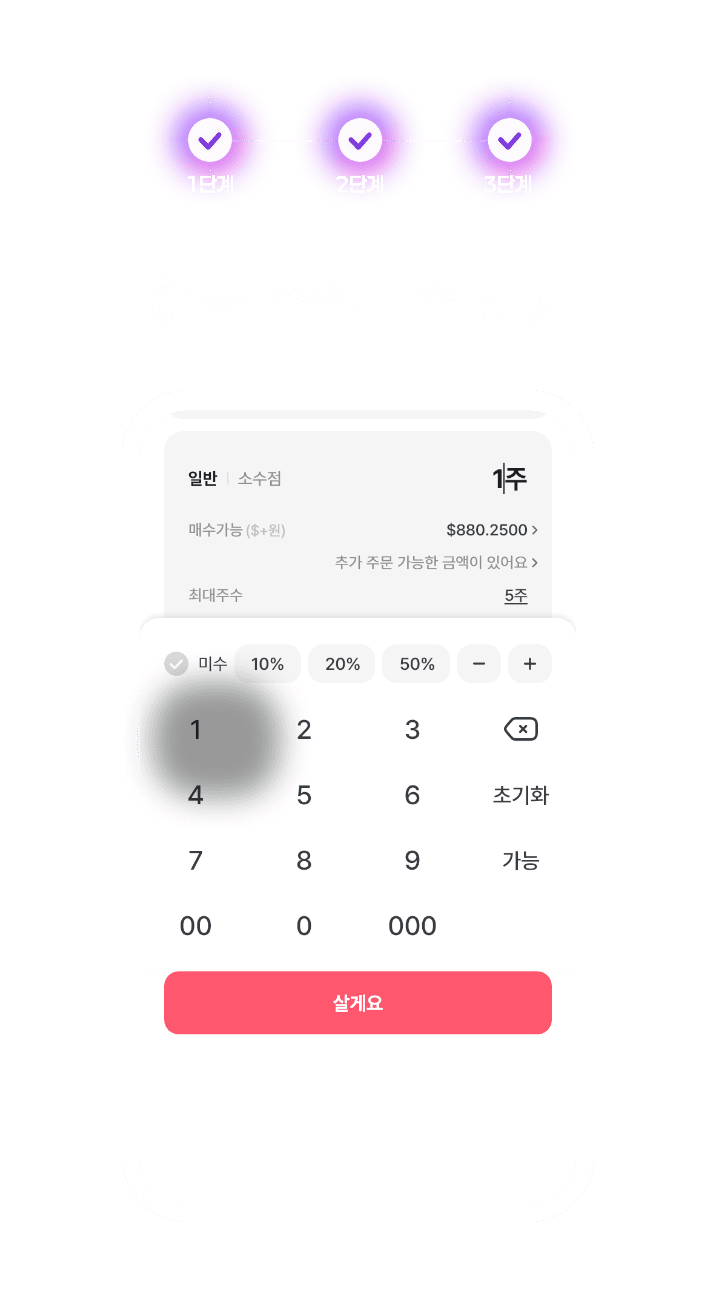 1단계 2단계 3단계
일반 | 소수점 1주
매수가능 ($+원) $880.2500 >
추가 주문 가능한 금액이 있어요 >
최대주수 5주
미수 10% 20% 50% − +
1 2 3
4 5 6 초기화
7 8 9 가능
00 0 000
살게요